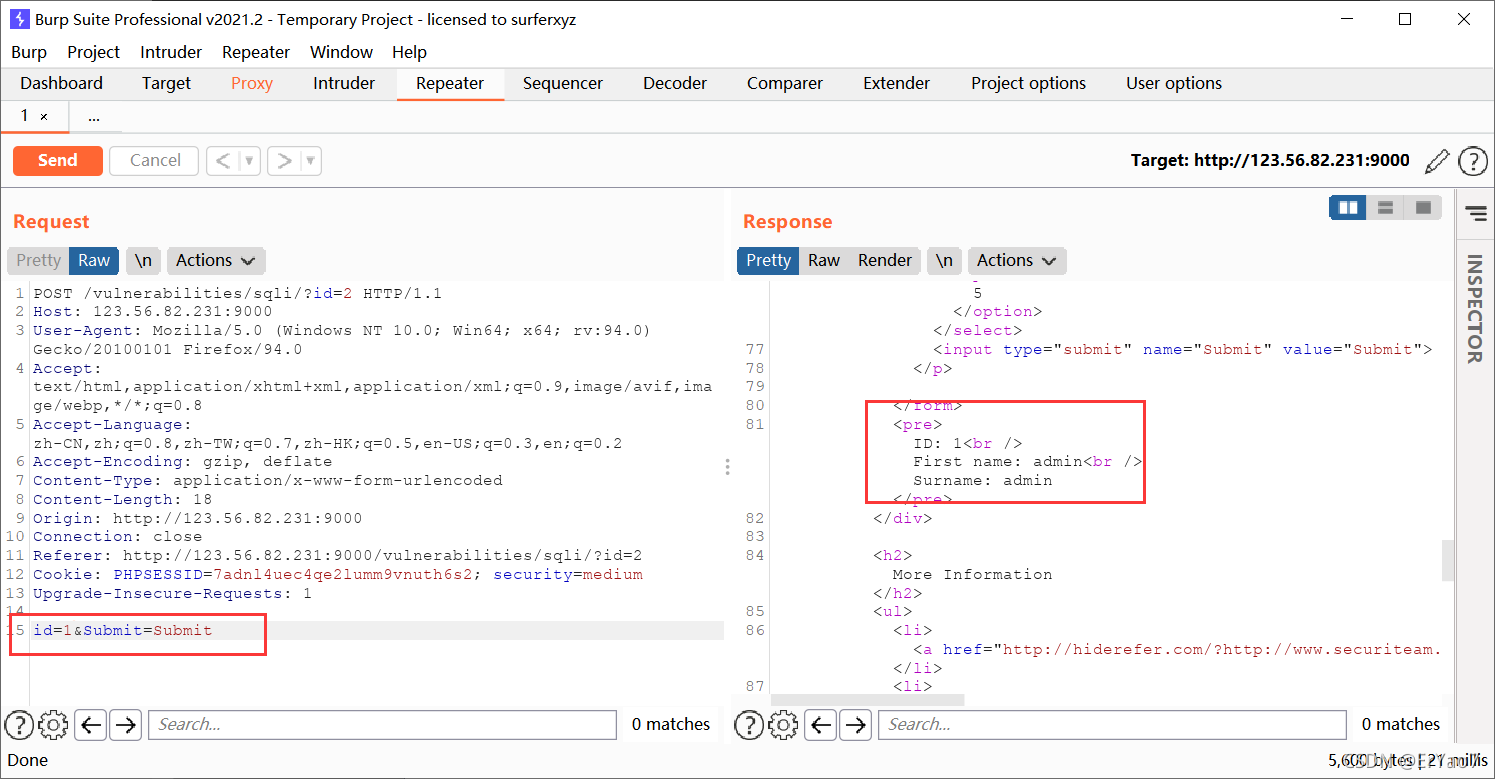 Burp Suite Professional v2021.2 - Temporary Project - licensed to surferxyz
Burp Project Intruder Repeater Window Help
Dashboard Target Proxy Intruder Repeater Sequencer Decoder Comparer Extender Project options User options
1 × ...
Send Cancel < >
Target: http://123.56.82.231:9000
Request
Pretty Raw \n Actions
1 POST /vulnerabilities/sqli/?id=2 HTTP/1.1
2 Host: 123.56.82.231:9000
3 User-Agent: Mozilla/5.0 (Windows NT 10.0; Win64; x64; rv:94.0)
Gecko/20100101 Firefox/94.0
4 Accept:
text/html,application/xhtml+xml,application/xml;q=0.9,image/avif,ima
ge/webp,*/*;q=0.8
5 Accept-Language:
zh-CN,zh;q=0.8,zh-TW;q=0.7,zh-HK;q=0.5,en-US;q=0.3,en;q=0.2
6 Accept-Encoding: gzip, deflate
7 Content-Type: application/x-www-form-urlencoded
8 Content-Length: 18
9 Origin: http://123.56.82.231:9000
10 Connection: close
11 Referer: http://123.56.82.231:9000/vulnerabilities/sqli/?id=2
12 Cookie: PHPSESSID=7adnl4uec4qe2lumm9vnuth6s2; security=medium
13 Upgrade-Insecure-Requests: 1
14
15 id=1&Submit=Submit
? Search... 0 matches
Response
Pretty Raw Render \n Actions
5
</option>
</select>
77 <input type="submit" name="Submit" value="Submit">
78 </p>
79
80 </form>
81 <pre>
ID: 1<br />
First name: admin<br />
Surname: admin
</pre>
82 </div>
83
84 <h2>
More Information
</h2>
85 <ul>
86 <li>
<a href="http://hiderefer.com/?http://www.securiteam.
</li>
87 <li>
? Search... 0 matches
?
INSPECTOR
Done
5,600 bytes | 21 millis